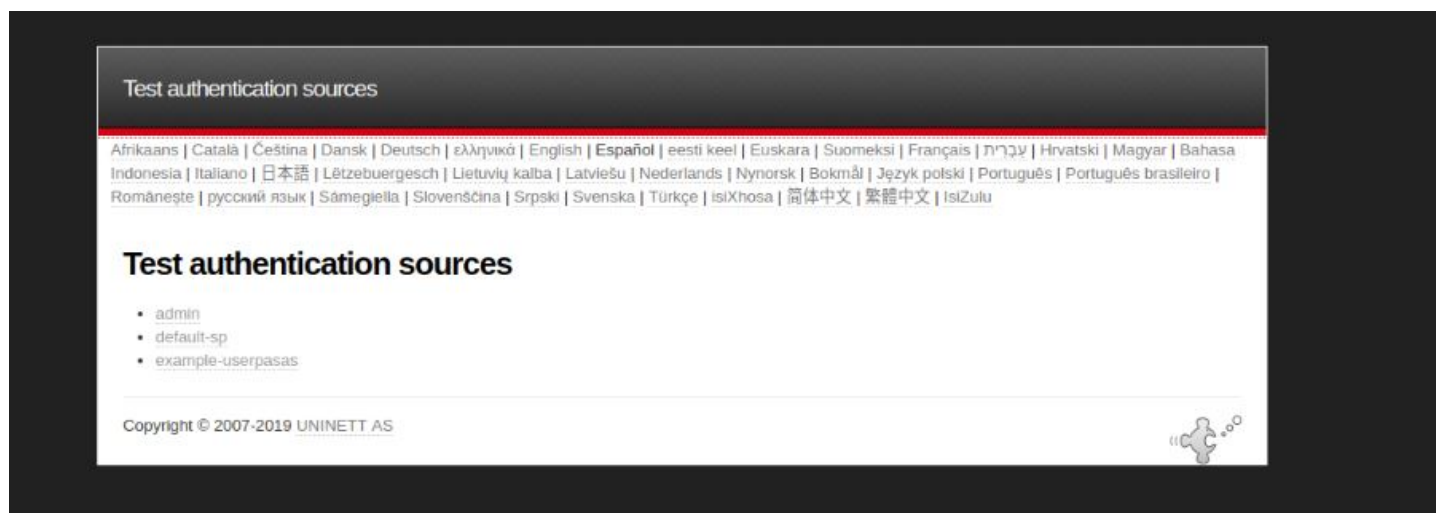 Test authentication sources
Afrikaans | Català | Čeština | Dansk | Deutsch | ελληνικά | English | Español | eesti keel | Euskara | Suomeksi | Français | עִבְרִית | Hrvatski | Magyar | Bahasa
Indonesia | Italiano | 日本語 | Lëtzebuergesch | Lietuvių kalba | Latviešu | Nederlands | Nynorsk | Bokmål | Język polski | Português | Português brasileiro |
Românește | русский язык | Sámegiella | Slovenščina | Srpski | Svenska | Türkçe | isiXhosa | 简体中文 | 繁體中文 | IsiZulu
Test authentication sources
• admin
• default-sp
• example-userpasas
Copyright © 2007-2019 UNINETT AS